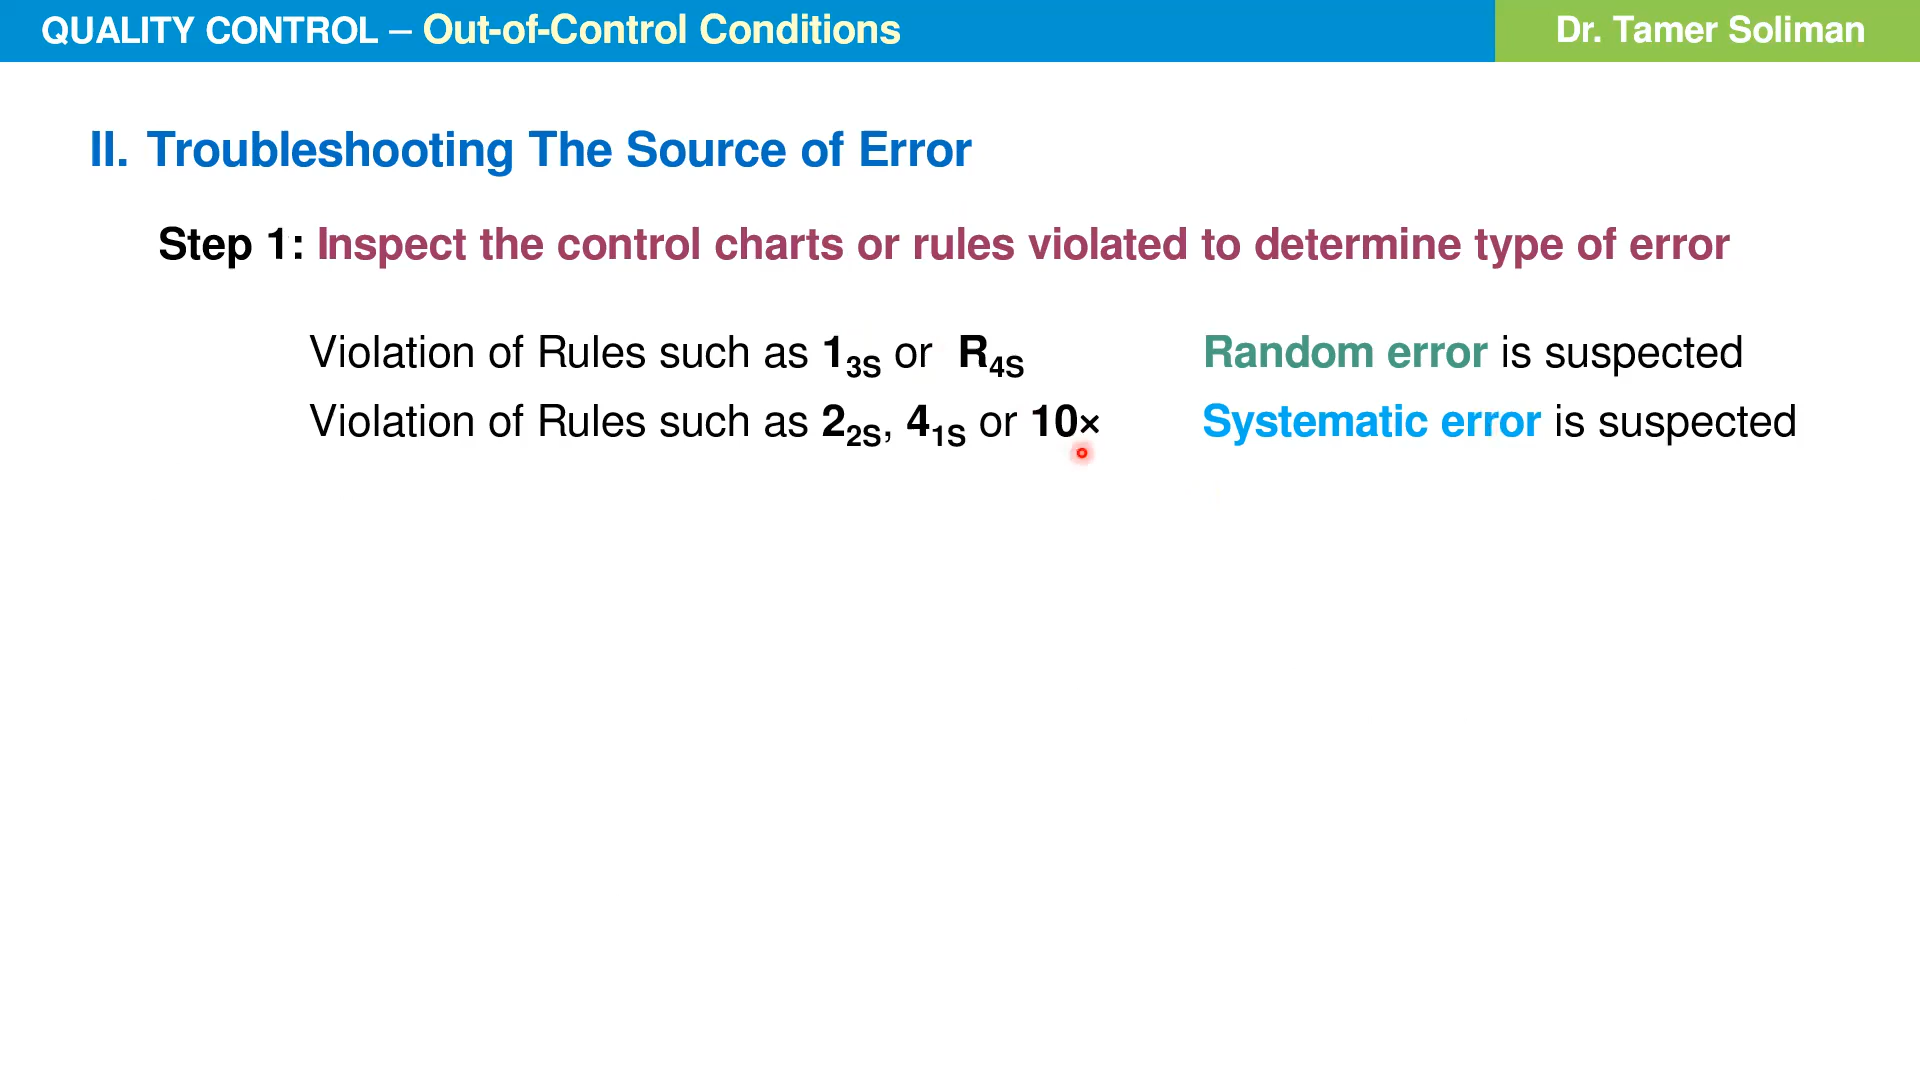 QUALITY CONTROL – Out-of-Control Conditions
Dr. Tamer Soliman
II. Troubleshooting The Source of Error
Step 1: Inspect the control charts or rules violated to determine type of error
Violation of Rules such as 13S or R4S Random error is suspected
Violation of Rules such as 22S, 41S or 10× Systematic error is suspected